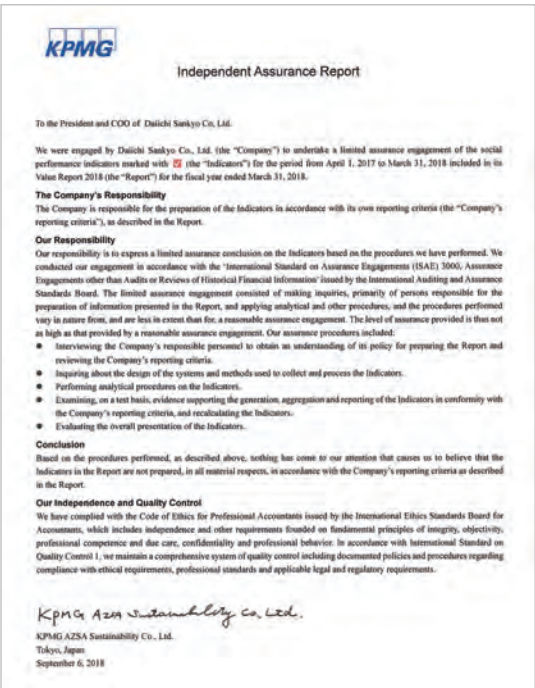 KPMG
Independent Assurance Report
To the President and COO of Daiichi Sankyo Co., Ltd.
We were engaged by Daiichi Sankyo Co., Ltd. (the "Company") to undertake a limited assurance engagement of the social
performance indicators marked with ☑ (the "Indicators") for the period from April 1, 2017 to March 31, 2018 included in its
Value Report 2018 (the "Report") for the fiscal year ended March 31, 2018.
The Company's Responsibility
The Company is responsible for the preparation of the Indicators in accordance with its own reporting criteria (the "Company's
reporting criteria"), as described in the Report.
Our Responsibility
Our responsibility is to express a limited assurance conclusion on the Indicators based on the procedures we have performed. We
conducted our engagement in accordance with the 'International Standard on Assurance Engagements (ISAE) 3000, Assurance
Engagements other than Audits or Reviews of Historical Financial Information' issued by the International Auditing and Assurance
Standards Board. The limited assurance engagement consisted of making inquiries, primarily of persons responsible for the
preparation of information presented in the Report, and applying analytical and other procedures, and the procedures performed
vary in nature from, and are less in extent than for, a reasonable assurance engagement. The level of assurance provided is thus not
as high as that provided by a reasonable assurance engagement. Our assurance procedures included:
● Interviewing the Company's responsible personnel to obtain an understanding of its policy for preparing the Report and
reviewing the Company's reporting criteria.
● Inquiring about the design of the systems and methods used to collect and process the Indicators.
● Performing analytical procedures on the Indicators.
● Examining, on a test basis, evidence supporting the generation, aggregation and reporting of the Indicators in conformity with
the Company's reporting criteria, and recalculating the Indicators.
● Evaluating the overall presentation of the Indicators.
Conclusion
Based on the procedures performed, as described above, nothing has come to our attention that causes us to believe that the
Indicators in the Report are not prepared, in all material respects, in accordance with the Company's reporting criteria as described
in the Report.
Our Independence and Quality Control
We have complied with the Code of Ethics for Professional Accountants issued by the International Ethics Standards Board for
Accountants, which includes independence and other requirements founded on fundamental principles of integrity, objectivity,
professional competence and due care, confidentiality and professional behavior. In accordance with International Standard on
Quality Control 1, we maintain a comprehensive system of quality control including documented policies and procedures regarding
compliance with ethical requirements, professional standards and applicable legal and regulatory requirements.
KPMG AZSA Sustainability Co., Ltd.
KPMG AZSA Sustainability Co., Ltd.
Tokyo, Japan
September 6, 2018